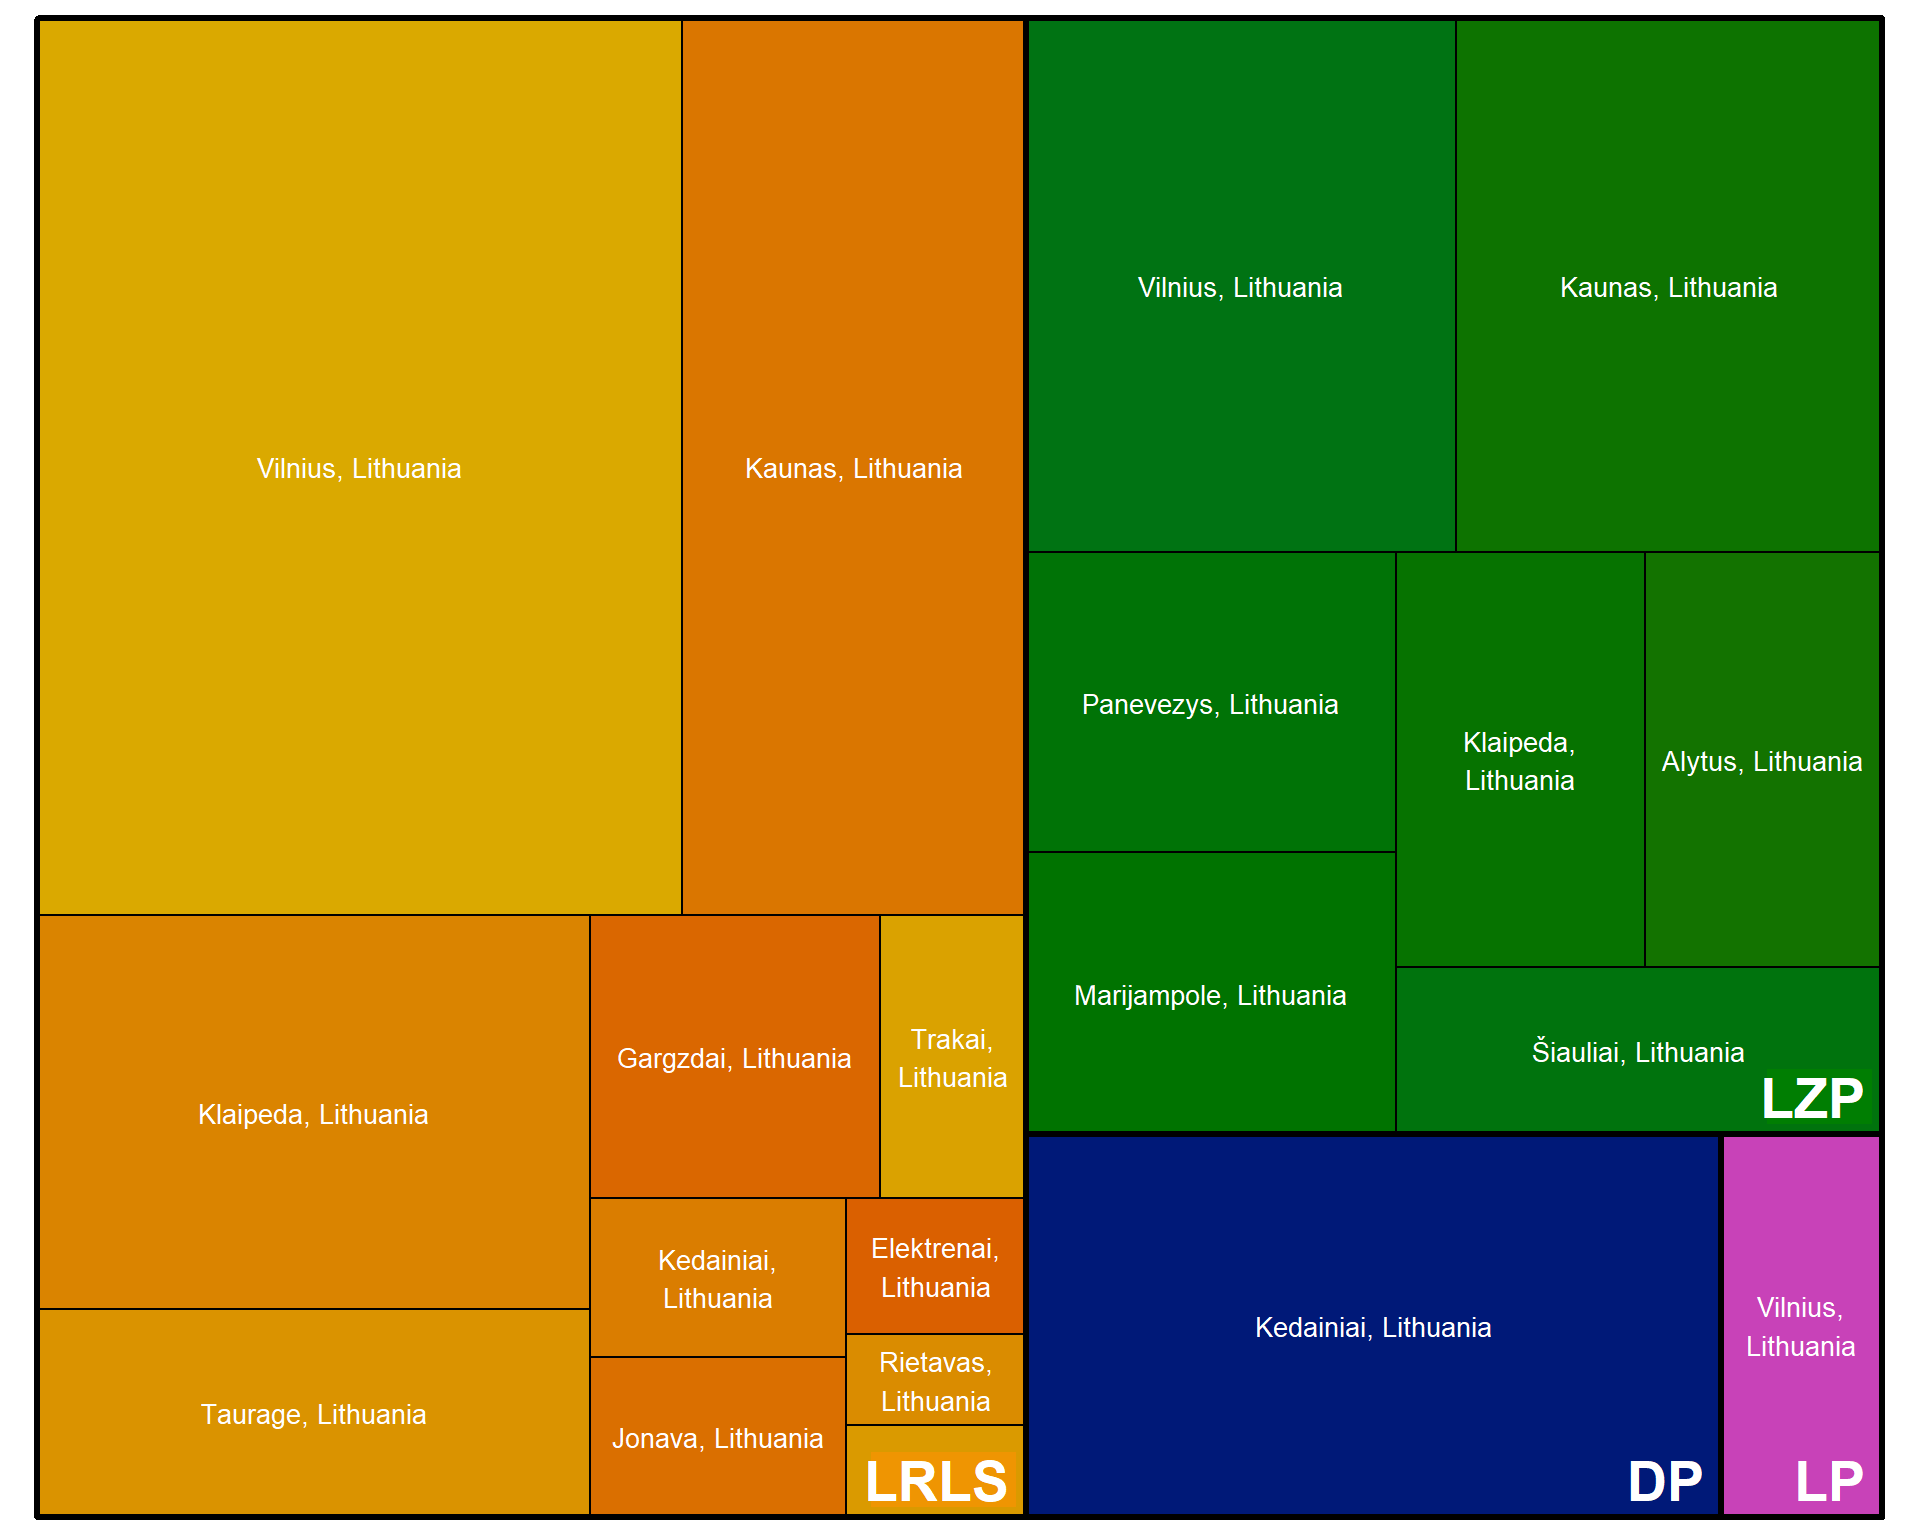 Vilnius, Lithuania
Kaunas, Lithuania
Klaipeda, Lithuania
Taurage, Lithuania
Gargzdai, Lithuania
Trakai,
Lithuania
Kedainiai,
Lithuania
Jonava, Lithuania
Elektrenai,
Lithuania
Rietavas,
Lithuania
LRLS
Vilnius, Lithuania
Kaunas, Lithuania
Panevezys, Lithuania
Marijampole, Lithuania
Klaipeda,
Lithuania
Alytus, Lithuania
Šiauliai, Lithuania
LZP
Kedainiai, Lithuania
DP
Vilnius,
Lithuania
LP